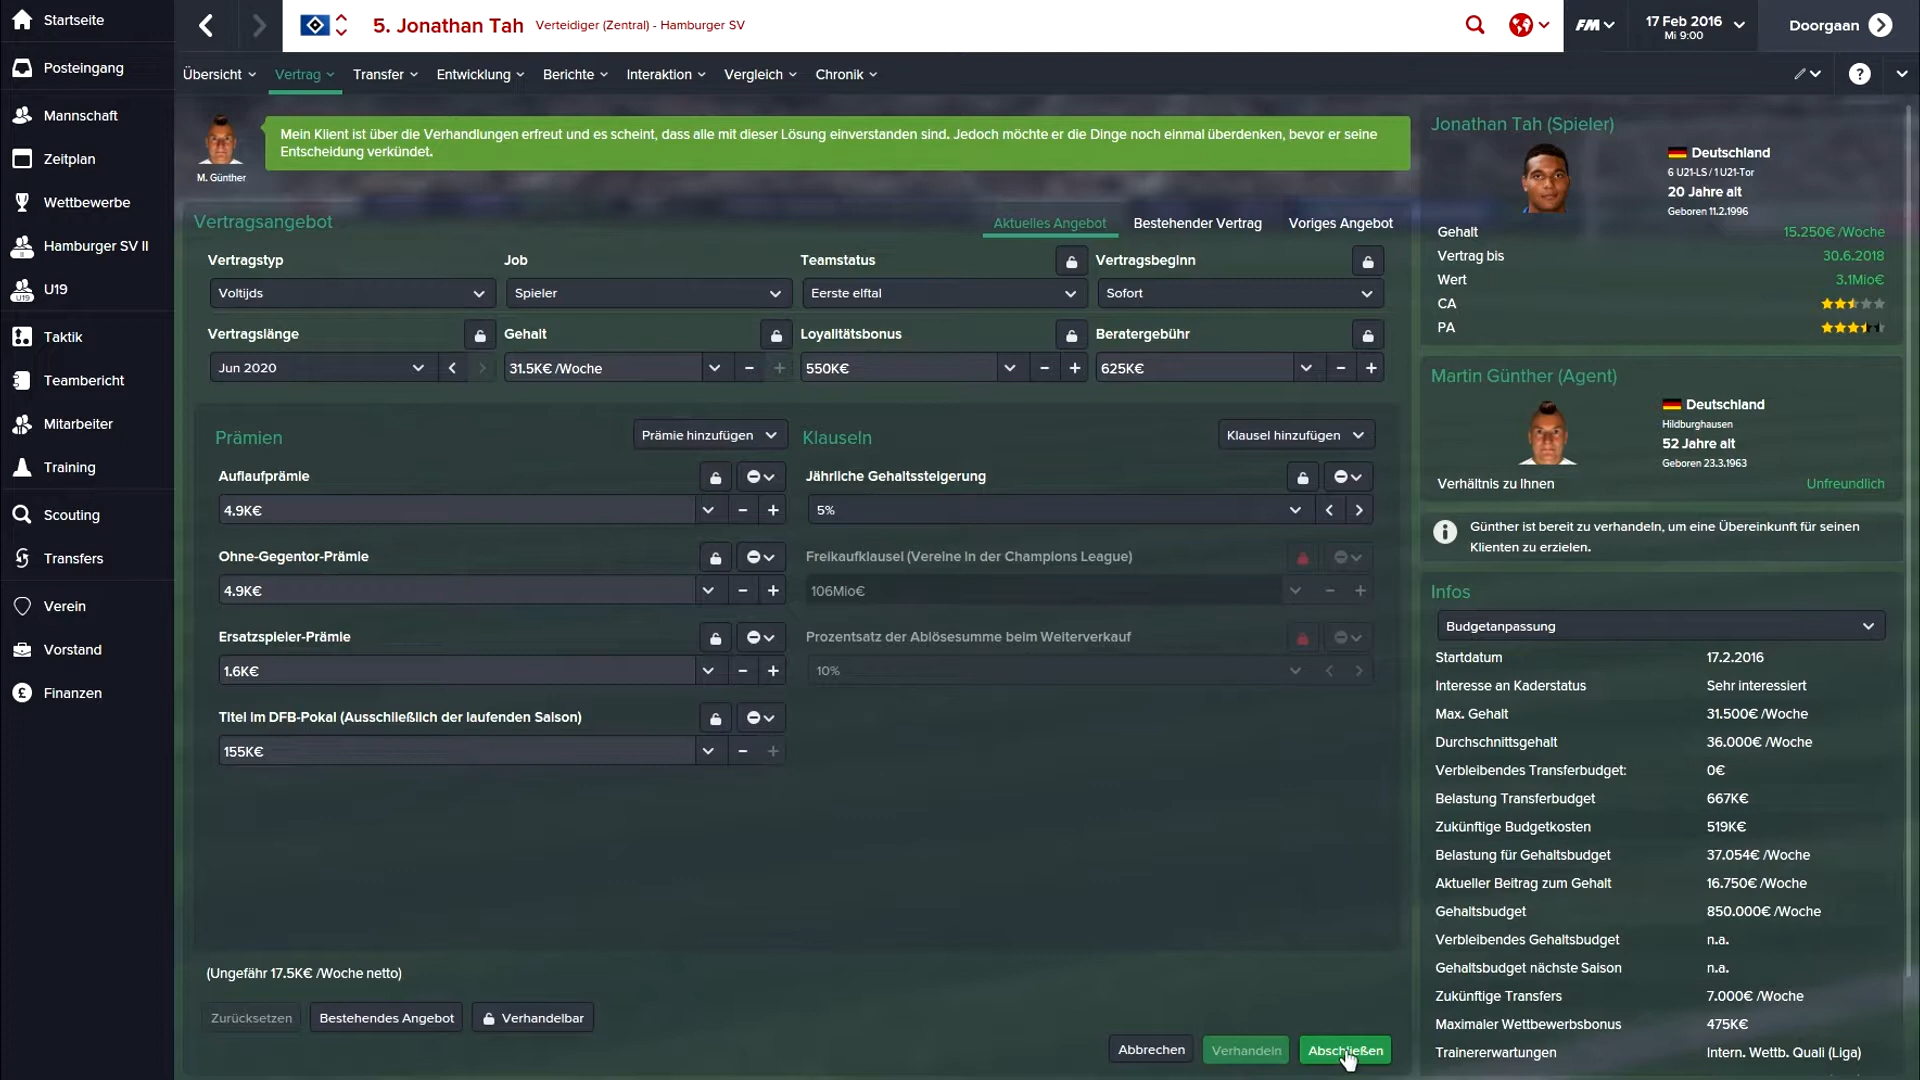 Startseite
Posteingang
Mannschaft
Zeitplan
Wettbewerbe
Hamburger SV II
U19
Taktik
Teambericht
Mitarbeiter
Training
Scouting
Transfers
Verein
Vorstand
Finanzen
5. Jonathan Tah Verteidiger (Zentral) - Hamburger SV
FM
17 Feb 2016
Mi 9:00
Doorgaan
Übersicht Vertrag Transfer Entwicklung Berichte Interaktion Vergleich Chronik
Mein Klient ist über die Verhandlungen erfreut und es scheint, dass alle mit dieser Lösung einverstanden sind. Jedoch möchte er die Dinge noch einmal überdenken, bevor er seine
Entscheidung verkündet.
M. Günther
Vertragsangebot
Aktuelles Angebot Bestehender Vertrag Voriges Angebot
Vertragstyp Job Teamstatus Vertragsbeginn
Voltijds Spieler Eerste elftal Sofort
Vertragslänge Gehalt Loyalitätsbonus Beratergebühr
Jun 2020 31.5K€ /Woche 550K€ 625K€
Prämien Prämie hinzufügen
Auflaufprämie
4.9K€
Ohne-Gegentor-Prämie
4.9K€
Ersatzspieler-Prämie
1.6K€
Titel im DFB-Pokal (Ausschließlich der laufenden Saison)
155K€
Klauseln Klausel hinzufügen
Jährliche Gehaltssteigerung
5%
Freikaufklausel (Vereine in der Champions League)
106Mio€
Prozentsatz der Ablösesumme beim Weiterverkauf
10%
(Ungefähr 17.5K€ /Woche netto)
Zurücksetzen Bestehendes Angebot Verhandelbar
Abbrechen Verhandeln Abschließen
Jonathan Tah (Spieler)
Deutschland
6 U21-LS / 1 U21-Tor
20 Jahre alt
Geboren 11.2.1996
Gehalt 15.250€ /Woche
Vertrag bis 30.6.2018
Wert 3.1Mio€
CA
PA
Martin Günther (Agent)
Deutschland
Hildburghausen
52 Jahre alt
Geboren 23.3.1963
Verhältnis zu Ihnen Unfreundlich
Günther ist bereit zu verhandeln, um eine Übereinkunft für seinen
Klienten zu erzielen.
Infos
Budgetanpassung
Startdatum 17.2.2016
Interesse an Kaderstatus Sehr interessiert
Max. Gehalt 31.500€ /Woche
Durchschnittsgehalt 36.000€ /Woche
Verbleibendes Transferbudget: 0€
Belastung Transferbudget 667K€
Zukünftige Budgetkosten 519K€
Belastung für Gehaltsbudget 37.054€ /Woche
Aktueller Beitrag zum Gehalt 16.750€ /Woche
Gehaltsbudget 850.000€ /Woche
Verbleibendes Gehaltsbudget n.a.
Gehaltsbudget nächste Saison n.a.
Zukünftige Transfers 7.000€ /Woche
Maximaler Wettbewerbsbonus 475K€
Trainererwartungen Intern. Wettb. Quali (Liga)